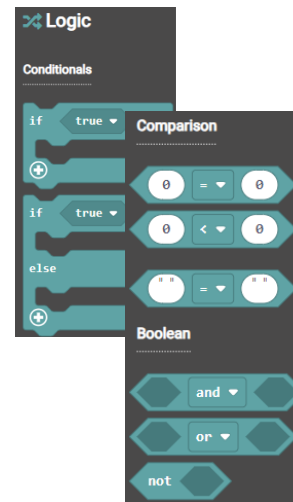 Logic
Conditionals
if true
if true
else
Comparison
0 = 0
0 < 0
" " = " "
Boolean
and
or
not